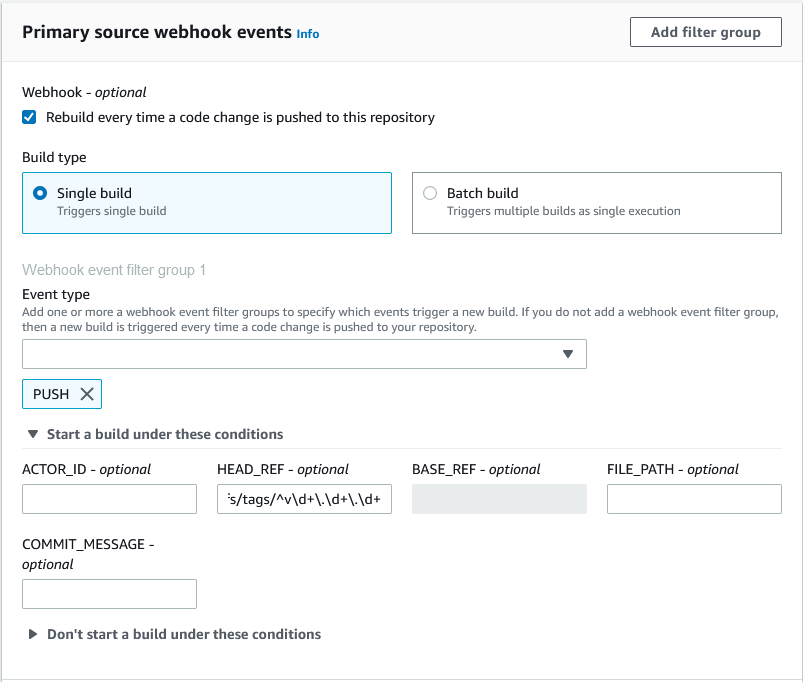 Primary source webhook events Info
Add filter group
Webhook - optional
Rebuild every time a code change is pushed to this repository
Build type
Single build
Triggers single build
Batch build
Triggers multiple builds as single execution
Webhook event filter group 1
Event type
Add one or more a webhook event filter groups to specify which events trigger a new build. If you do not add a webhook event filter group,
then a new build is triggered every time a code change is pushed to your repository.
PUSH
Start a build under these conditions
ACTOR_ID - optional
HEAD_REF - optional
BASE_REF - optional
FILE_PATH - optional
fs/tags/^v\d+\.\d+\.\d+
COMMIT_MESSAGE -
optional
Don't start a build under these conditions